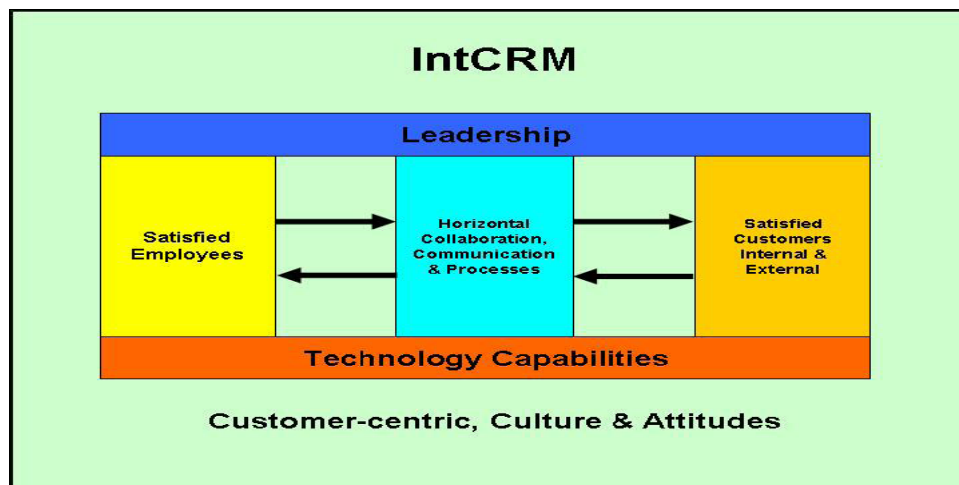 IntCRM
Leadership
Satisfied
Employees
Horizontal
Collaboration,
Communication
& Processes
Satisfied
Customers
Internal &
External
Technology Capabilities
Customer-centric, Culture & Attitudes